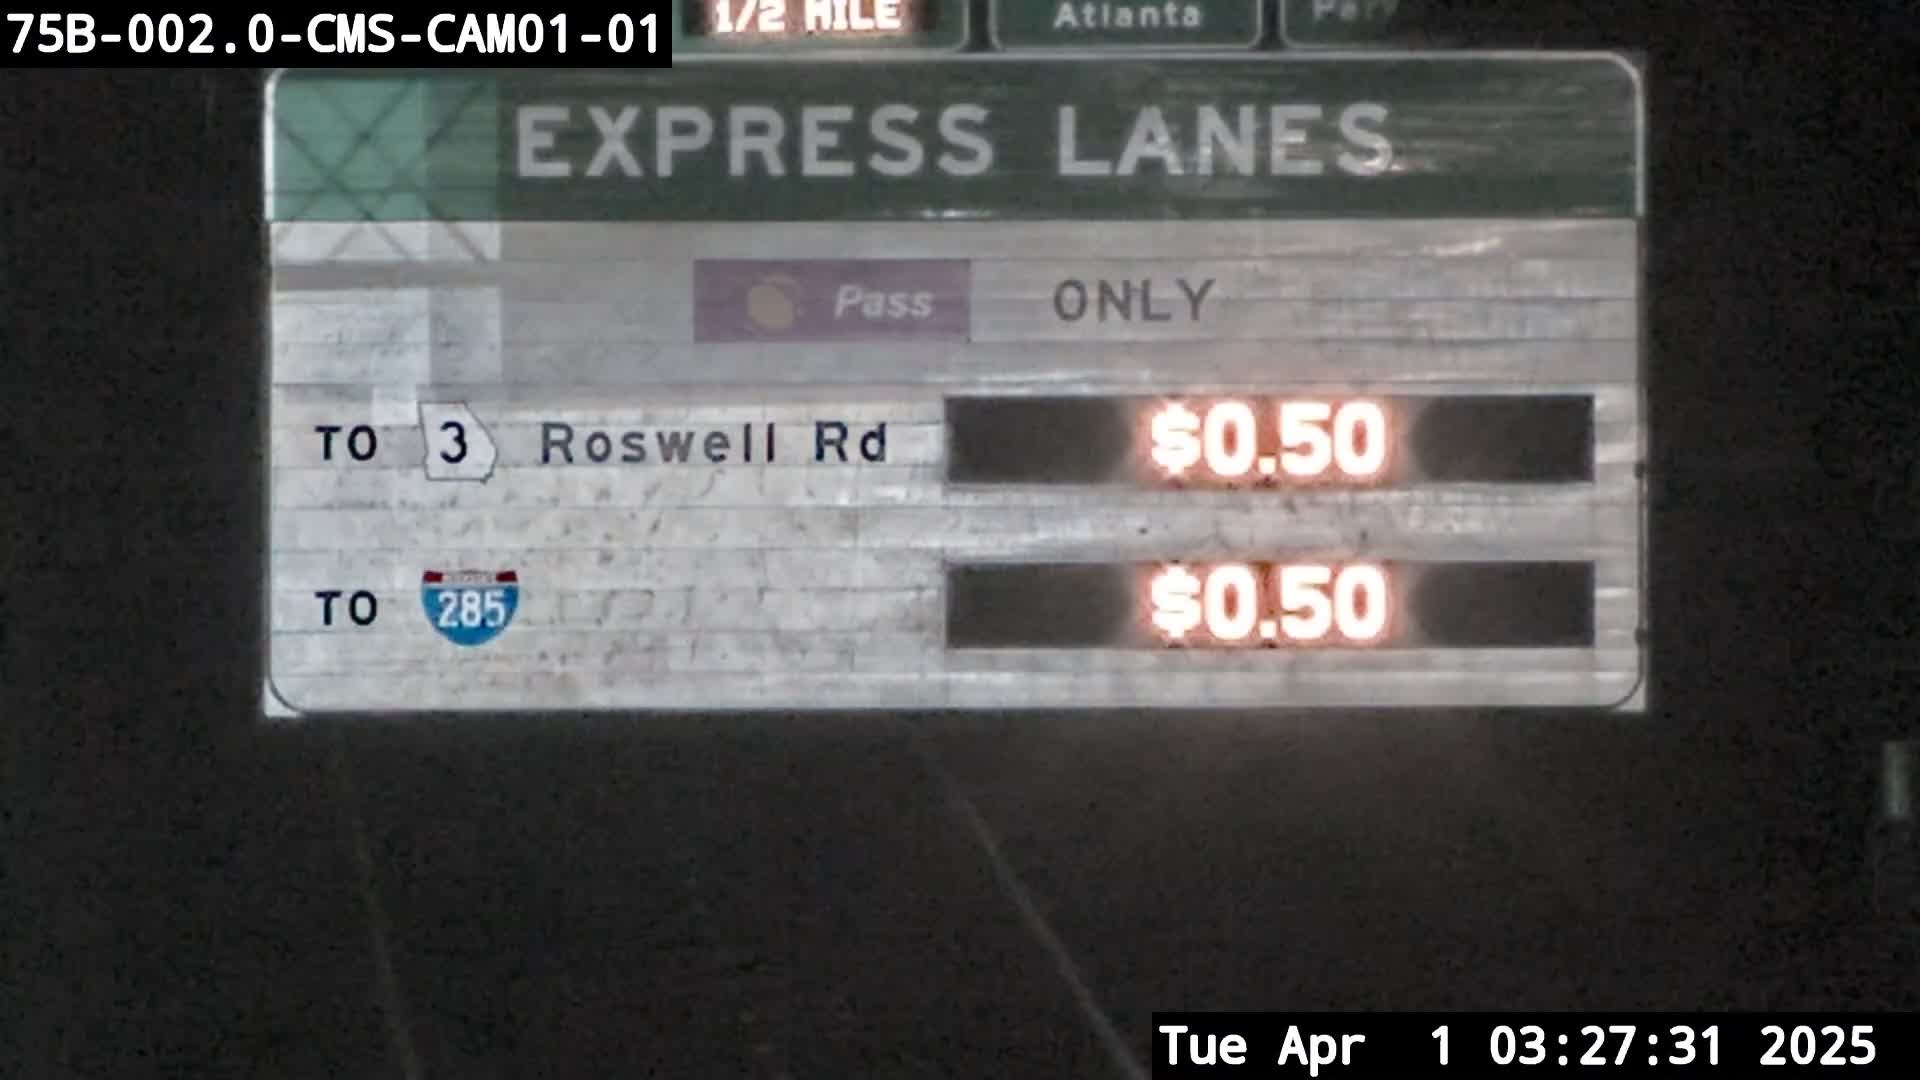 75B-002.0-CMS-CAM01-01
1/2 MILE
Atlanta
EXPRESS LANES
Pass ONLY
TO 3 Roswell Rd $0.50
TO 285 $0.50
Tue Apr 1 03:27:31 2025